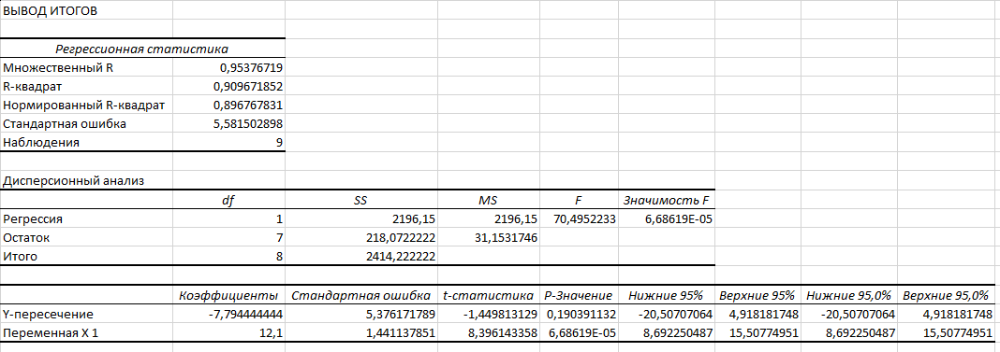 ВЫВОД ИТОГОВ
Регрессионная статистика
Множественный R 0,95376719
R-квадрат 0,909671852
Нормированный R-квадрат 0,896767831
Стандартная ошибка 5,581502898
Наблюдения 9
Дисперсионный анализ
df SS MS F Значимость F
Регрессия 1 2196,15 2196,15 70,4952233 6,68619E-05
Остаток 7 218,0722222 31,1531746
Итого 8 2414,222222
Коэффициенты Стандартная ошибка t-статистика P-Значение Нижние 95% Верхние 95% Нижние 95,0% Верхние 95,0%
Y-пересечение -7,794444444 5,376171789 -1,449813129 0,190391132 -20,50707064 4,918181748 -20,50707064 4,918181748
Переменная X 1 12,1 1,441137851 8,396143358 6,68619E-05 8,692250487 15,50774951 8,692250487 15,50774951